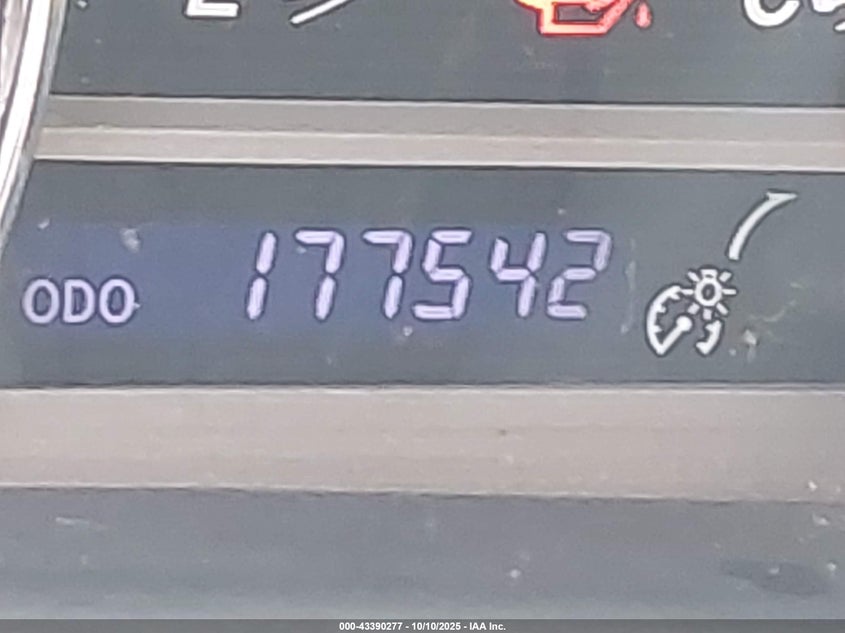 E
ODO 177542
000-43390277 - 10/10/2025 - IAA Inc.